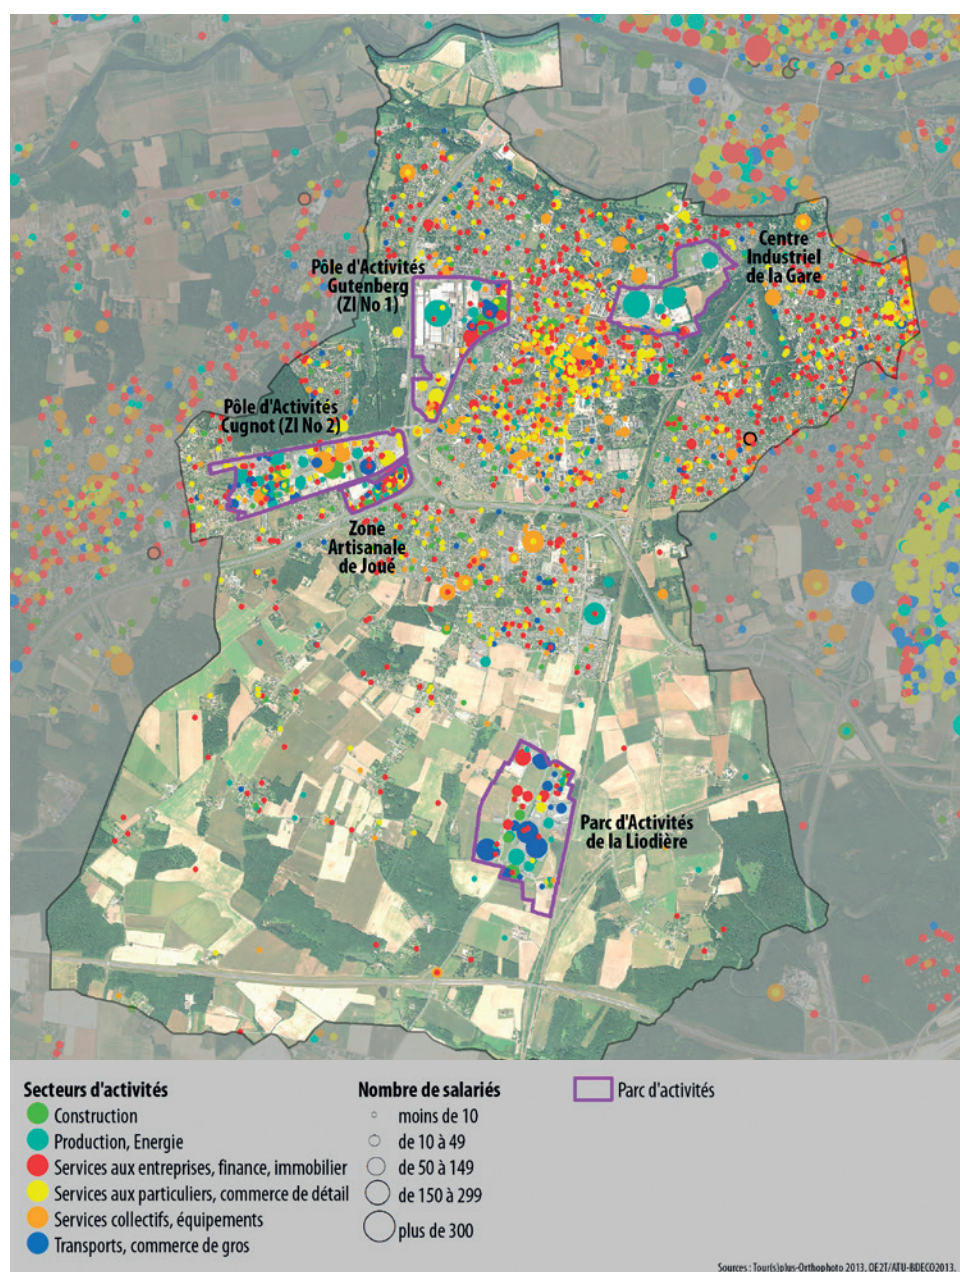 Centre
Industriel
de la Gare
Pôle d'Activités
Gutenberg
(ZI No 1)
Pôle d'Activités
Cugnot (ZI No 2)
Zone
Artisanale
de Joué
Parc d'Activités
de la Liodière
Secteurs d'activités
Construction
Production, Energie
Services aux entreprises, finance, immobilier
Services aux particuliers, commerce de détail
Services collectifs, équipements
Transports, commerce de gros
Nombre de salariés
moins de 10
de 10 à 49
de 50 à 149
de 150 à 299
plus de 300
Parc d'activités
Sources : Tour(s)plus-Orthophoto 2013, OE2T/ATU-BDECO2013.